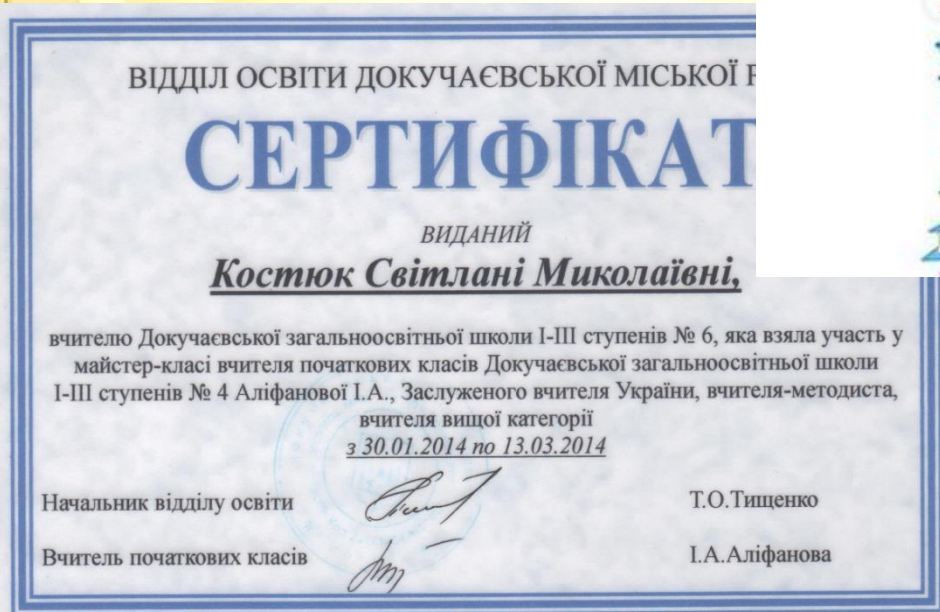 ВІДДІЛ ОСВІТИ ДОКУЧАЄВСЬКОЇ МІСЬКОЇ
СЕРТИФІКАТ
ВИДАНИЙ
Костюк Світлані Миколаївні,
вчителю Докучаєвської загальноосвітньої школи І-ІІІ ступенів № 6, яка взяла участь у
майстер-класі вчителя початкових класів Докучаєвської загальноосвітньої школи
І-ІІІ ступенів № 4 Аліфанової І.А., Заслуженого вчителя України, вчителя-методиста,
вчителя вищої категорії
з 30.01.2014 по 13.03.2014
Начальник відділу освіти Т.О.Тищенко
Вчитель початкових класів І.А.Аліфанова